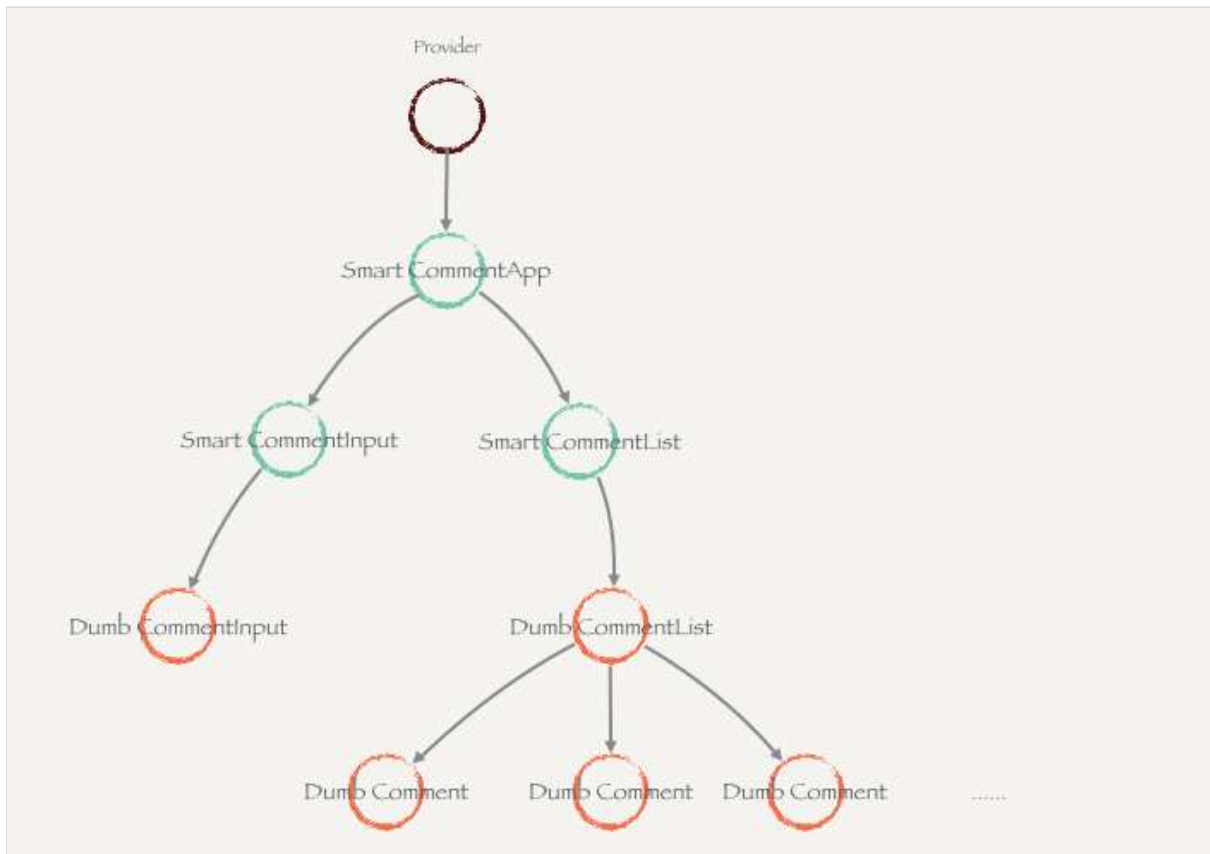 Provider
Smart CommentApp
Smart CommentInput
Smart CommentList
Dumb CommentInput
Dumb CommentList
Dumb Comment
Dumb Comment
Dumb Comment
......